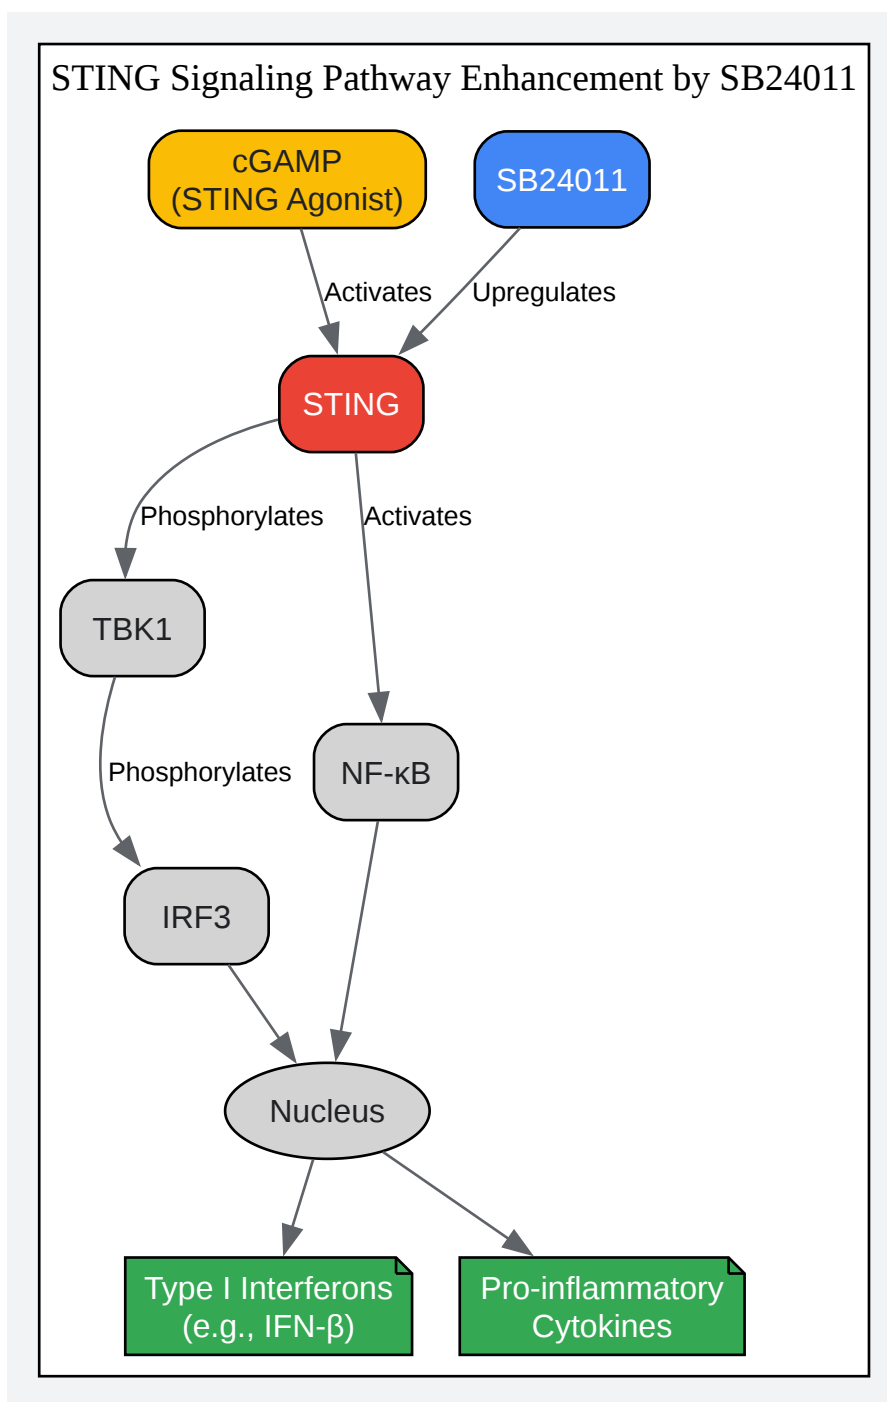 STING Signaling Pathway Enhancement by SB24011
cGAMP
(STING Agonist)
SB24011
Activates
Upregulates
STING
Phosphorylates
Activates
TBK1
Phosphorylates
NF-κB
IRF3
Nucleus
Type I Interferons
(e.g., IFN-β)
Pro-inflammatory
Cytokines